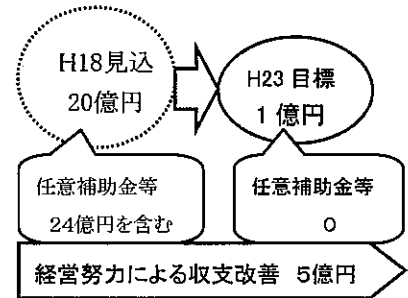 H18見込
20億円
H23 目標
1 億円
任意補助金等
24億円を含む
任意補助金等
0
経営努力による収支改善 5億円